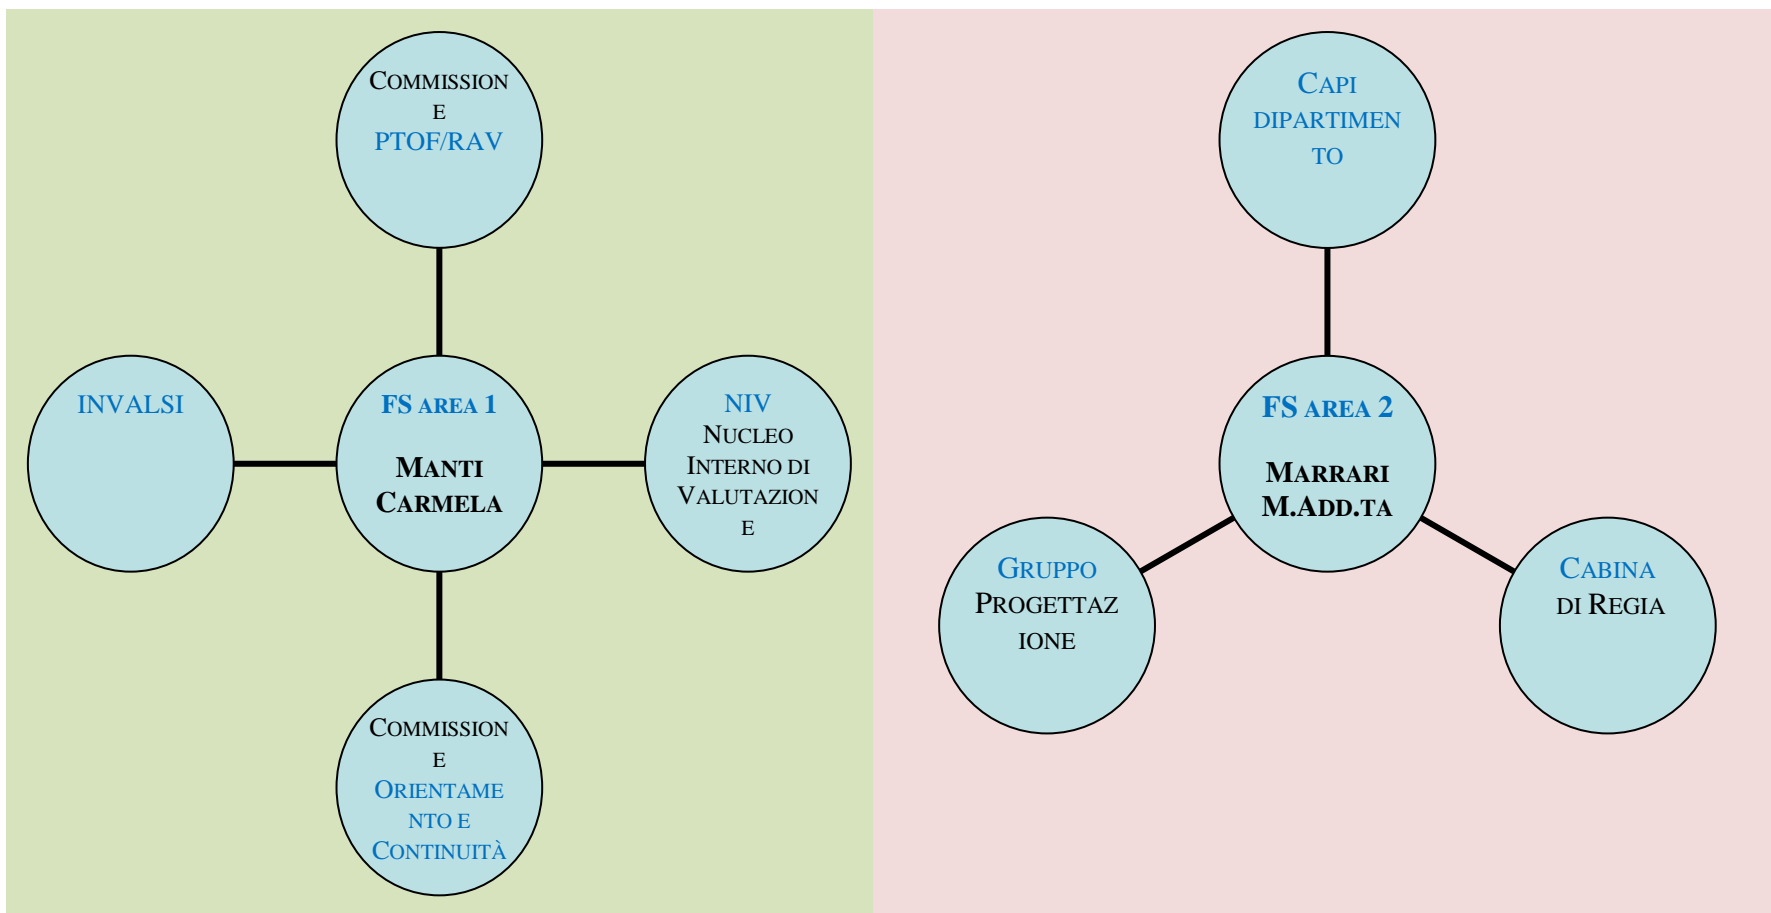 COMMISSION
E
PTOF/RAV
INVALSI
FS AREA 1
MANTI
CARMELA
NIV
NUCLEO
INTERNO DI
VALUTAZION
E
COMMISSION
E
ORIENTAME
NTO E
CONTINUITÀ
CAPI
DIPARTIMEN
TO
FS AREA 2
MARRARI
M.ADD.TA
GRUPPO
PROGETTAZ
IONE
CABINA
DI REGIA